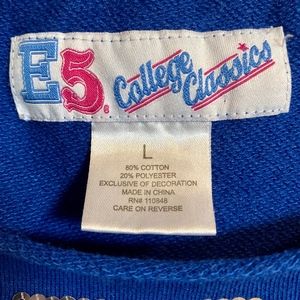 E5 College
Classics
L
80% COTTON
20% POLYESTER
EXCLUSIVE OF DECORATION
MADE IN CHINA
RN# 110848
CARE ON REVERSE